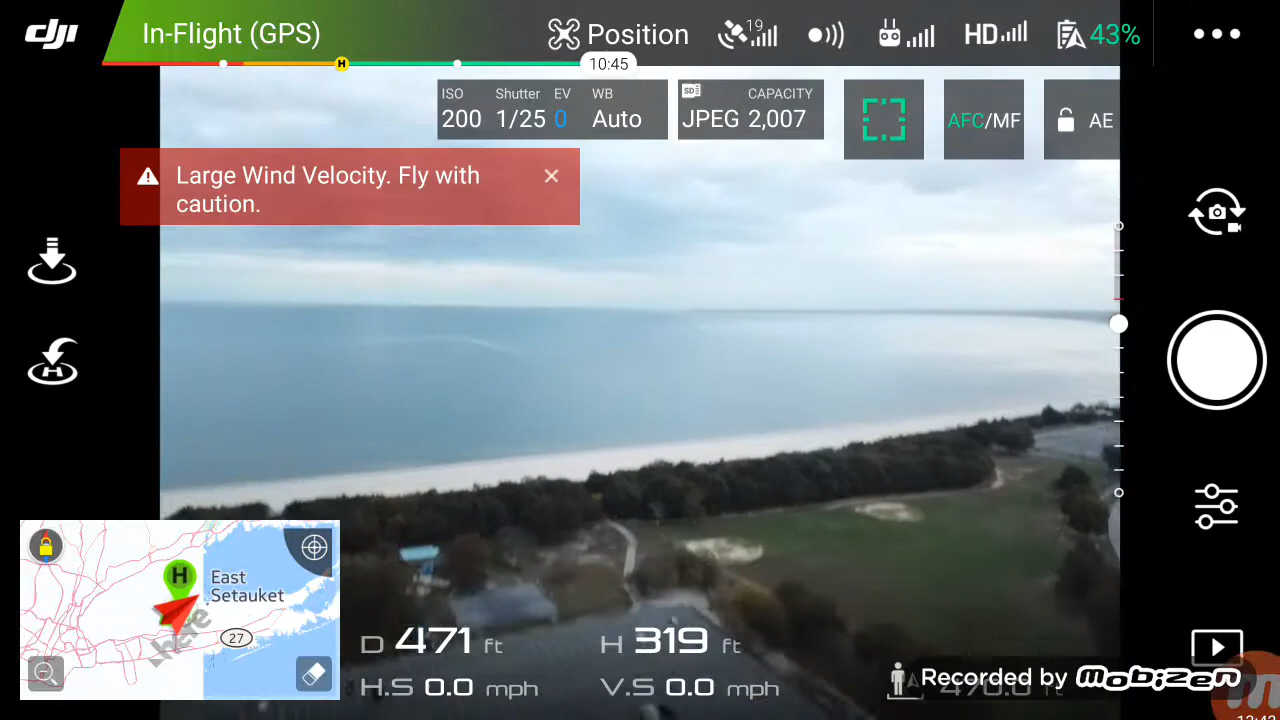 dji
In-Flight (GPS)
Position
19
HD
43%
10:45
H
ISO
Shutter
EV
WB
200
1/25
0
Auto
SD
JPEG
CAPACITY
2,007
AFC/MF
AE
Large Wind Velocity. Fly with
caution.
H
H
East
Setauket
27
here
D 471 ft
H 319 ft
H.S 0.0 mph
V.S 0.0 mph
Recorded by mobizen